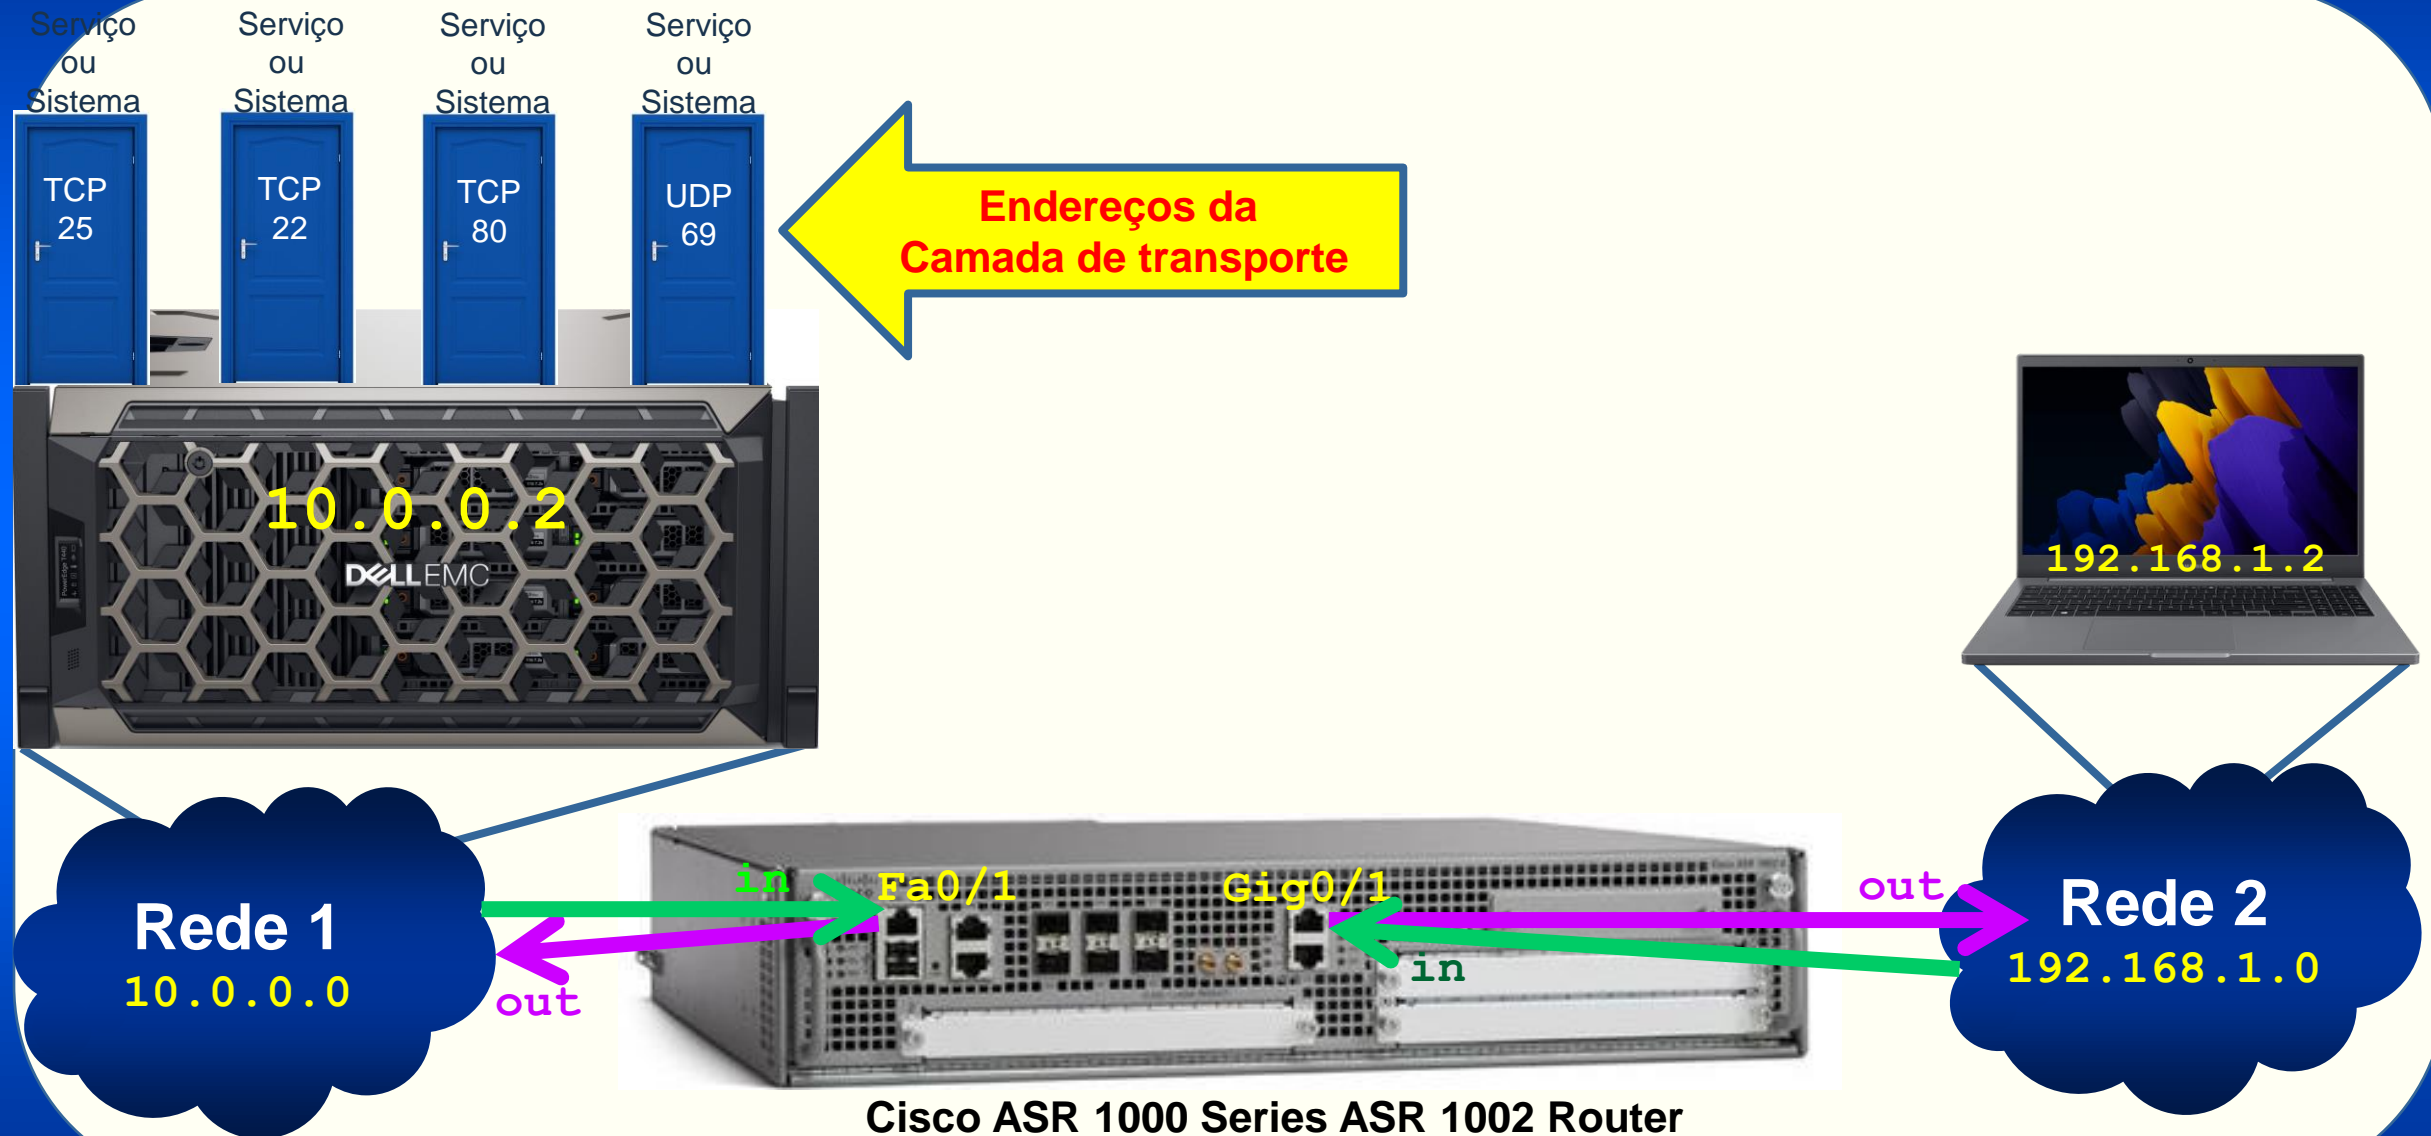 Serviço
ou
Sistema
Serviço
ou
Sistema
Serviço
ou
Sistema
Serviço
ou
Sistema
TCP
25
TCP
22
TCP
80
UDP
69
Endereços da
Camada de transporte
10.0.0.2
DELLEMC
192.168.1.2
in
Fa0/1
Gig0/1
out
Rede 1
10.0.0.0
out
in
Rede 2
192.168.1.0
Cisco ASR 1000 Series ASR 1002 Router